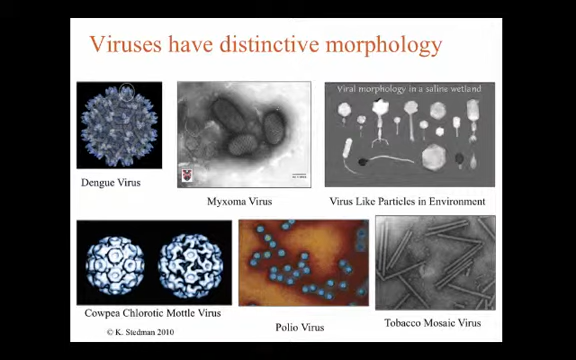 Viruses have distinctive morphology
Viral morphology in a saline wetland
Dengue Virus
Myxoma Virus
Virus Like Particles in Environment
Cowpea Chlorotic Mottle Virus
Polio Virus
Tobacco Mosaic Virus
© K. Stedman 2010